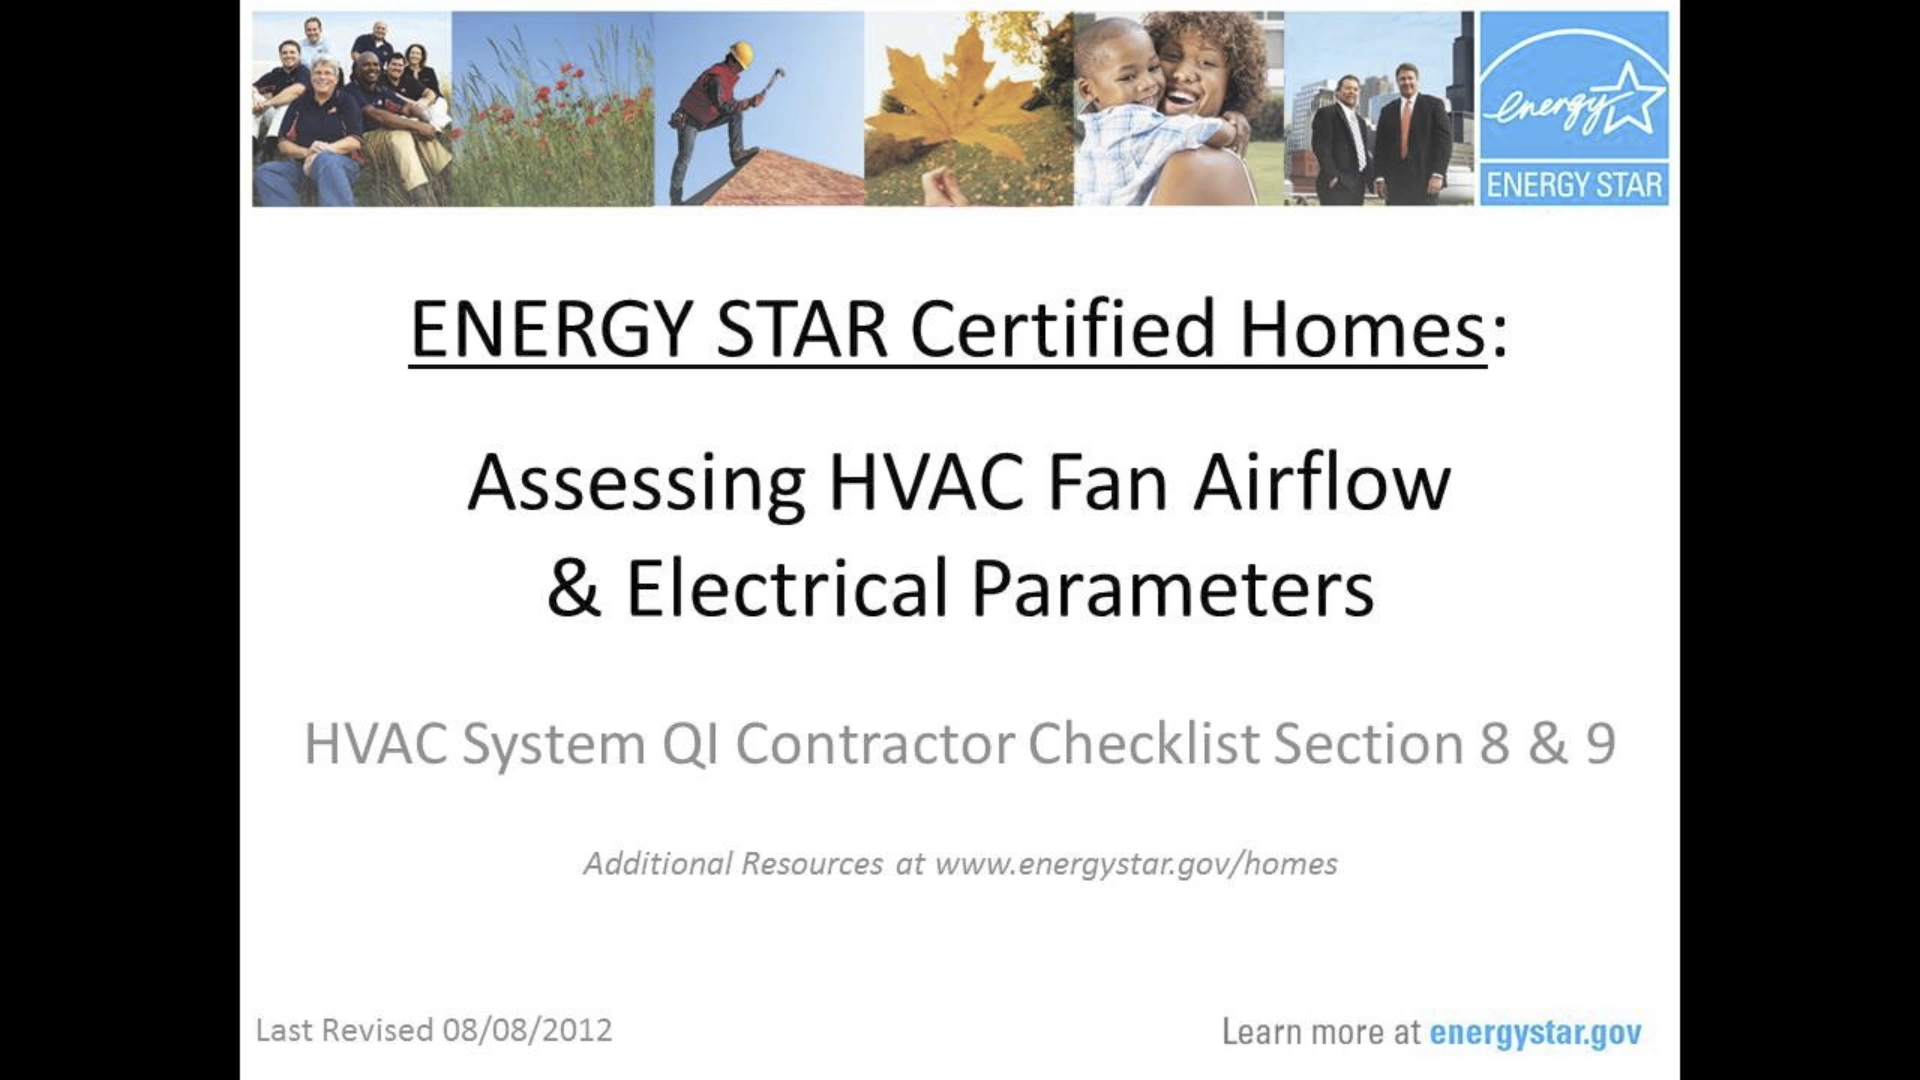 energy
ENERGY STAR
ENERGY STAR Certified Homes:
Assessing HVAC Fan Airflow
& Electrical Parameters
HVAC System QI Contractor Checklist Section 8 & 9
Additional Resources at www.energystar.gov/homes
Last Revised 08/08/2012
Learn more at energystar.gov